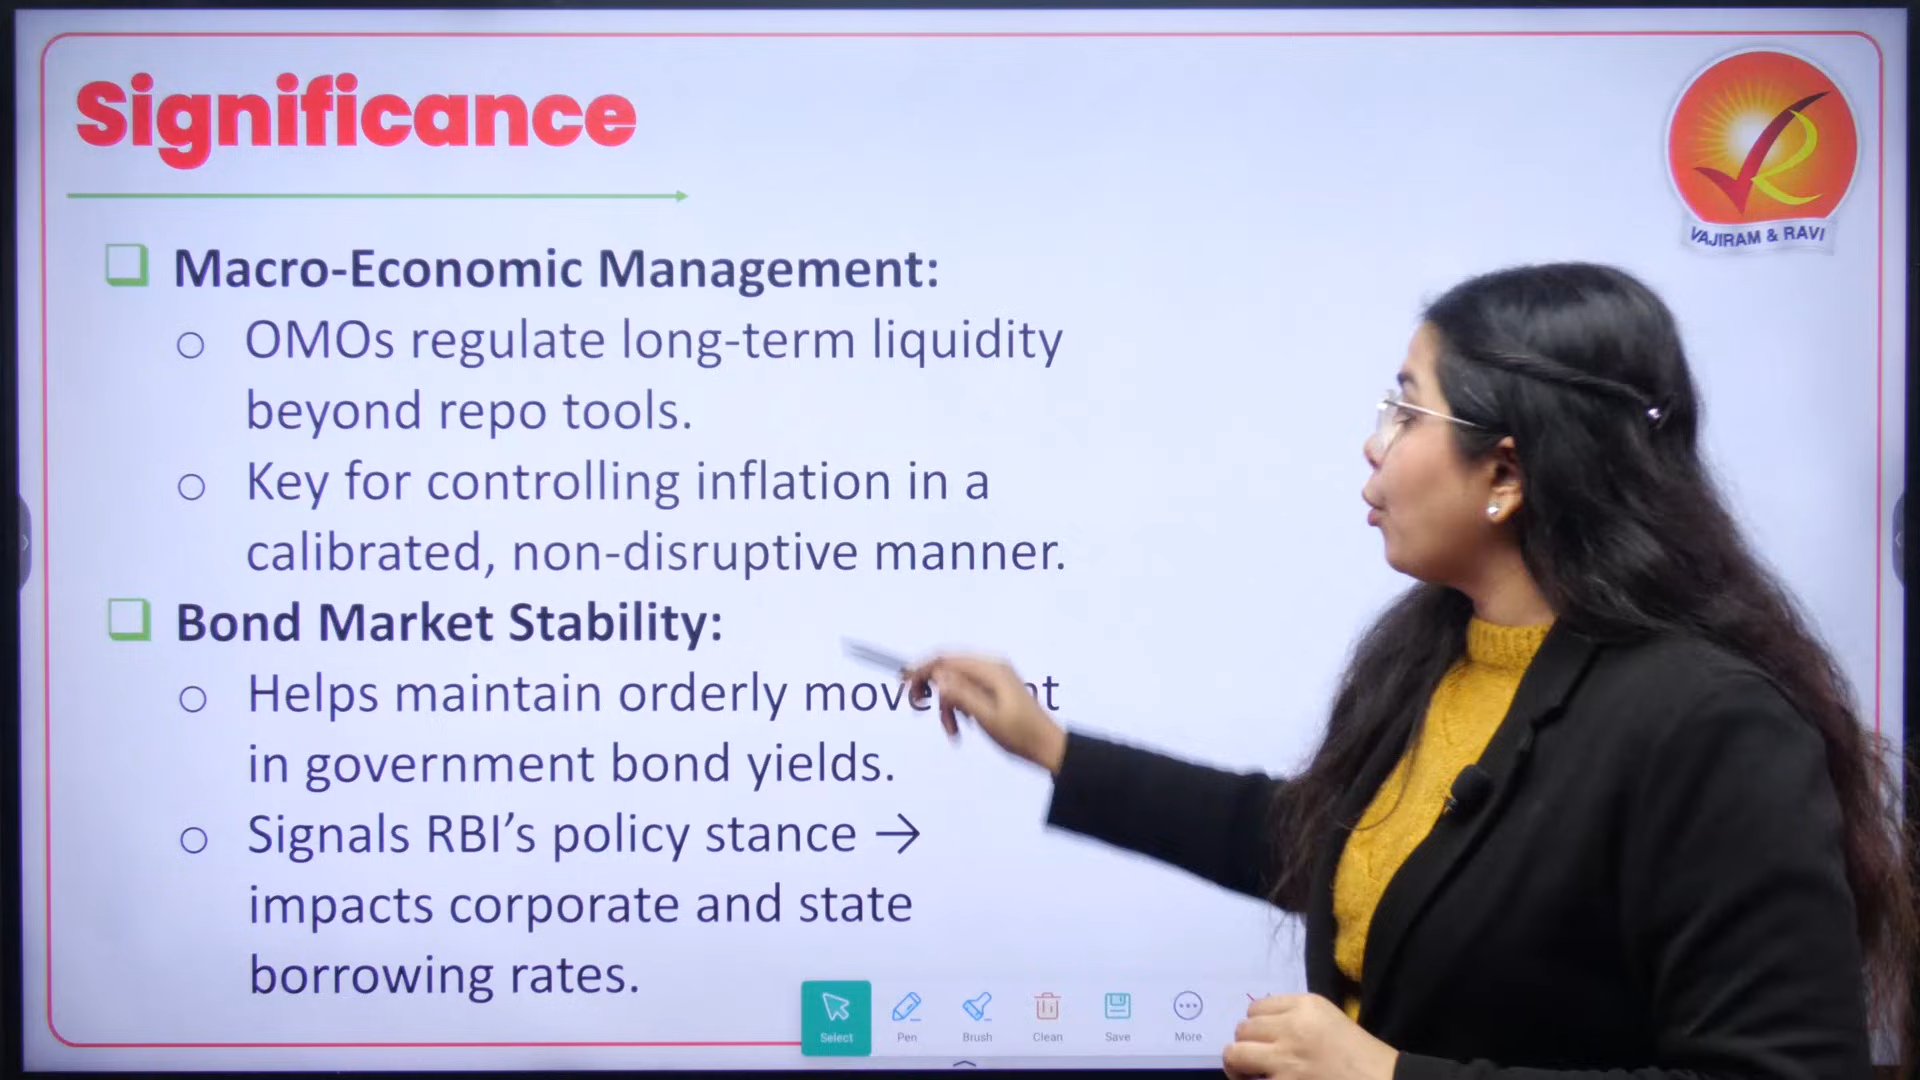 Significance
VAJIRAM & RAVI
Macro-Economic Management:
OMOs regulate long-term liquidity
beyond repo tools.
Key for controlling inflation in a
calibrated, non-disruptive manner.
Bond Market Stability:
Helps maintain orderly
in government bond yields.
Signals RBI's policy stance →
impacts corporate and state
borrowing rates.
Select Pen Brush Clean Save More